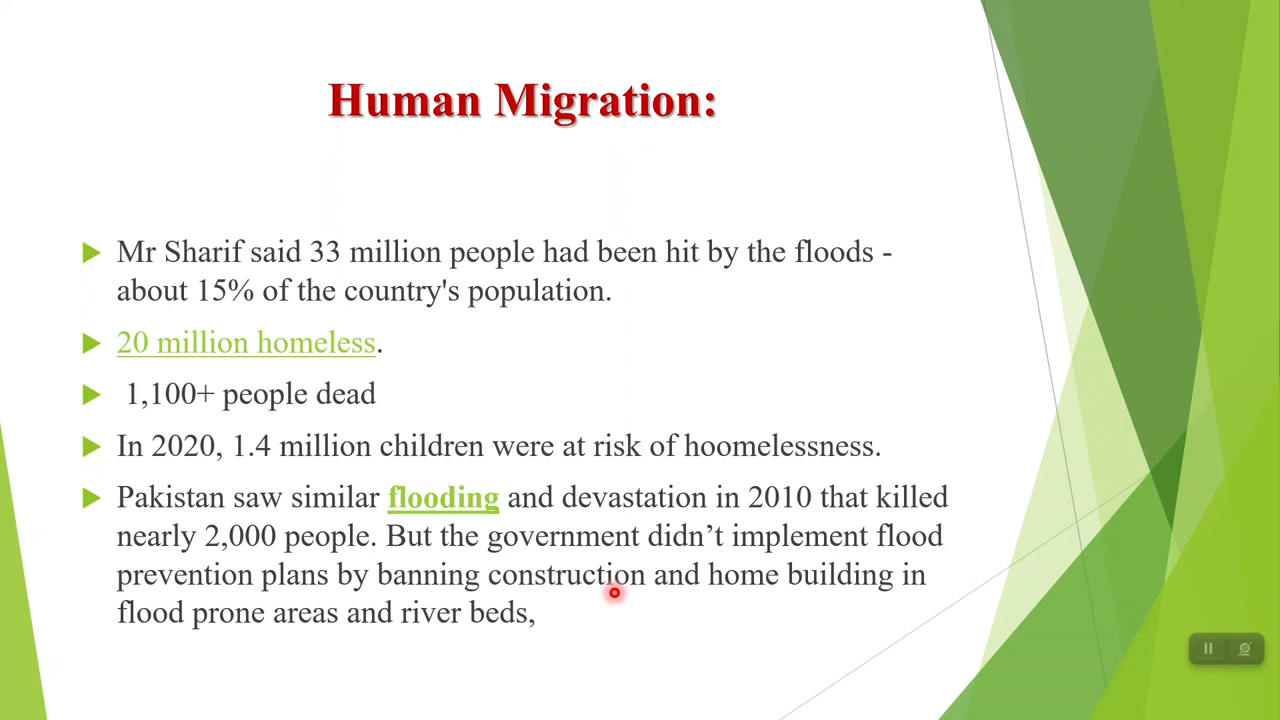 Human Migration:
Mr Sharif said 33 million people had been hit by the floods -
about 15% of the country's population.
20 million homeless.
1,100+ people dead
In 2020, 1.4 million children were at risk of hoomelessness.
Pakistan saw similar flooding and devastation in 2010 that killed
nearly 2,000 people. But the government didn’t implement flood
prevention plans by banning construction and home building in
flood prone areas and river beds,